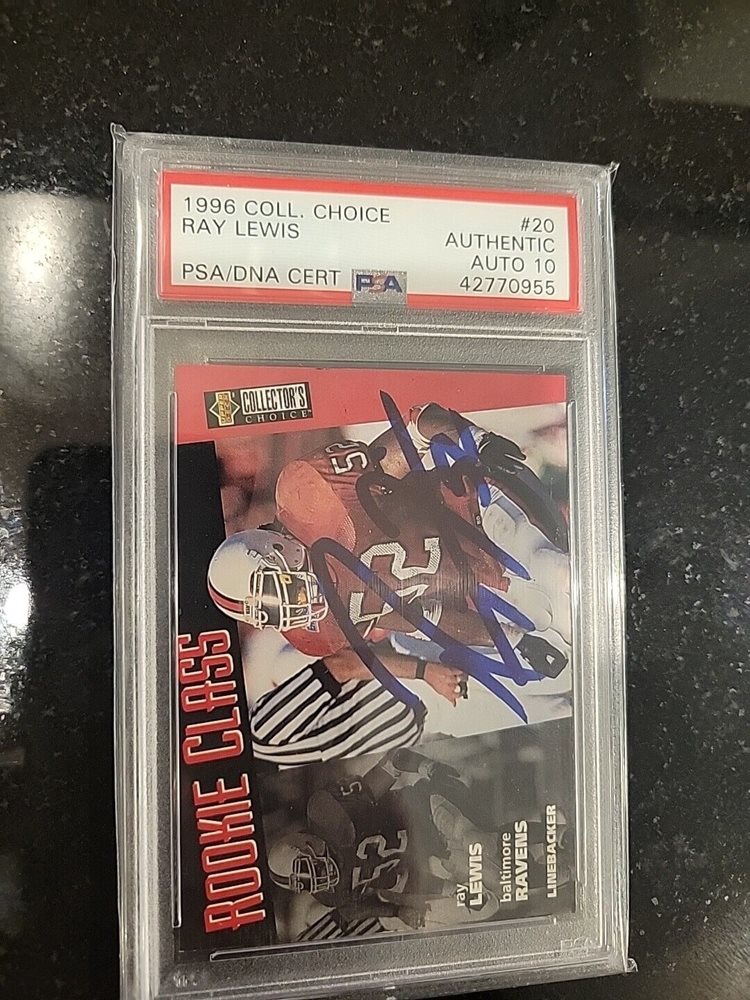 1996 COLL. CHOICE
RAY LEWIS
PSA/DNA CERT
PSA
#20
AUTHENTIC
AUTO 10
42770955
COLLECTOR'S
CHOICE™
52
52
ROOKIE CLASS
ray
LEWIS
baltimore
RAVENS
LINEBACKER